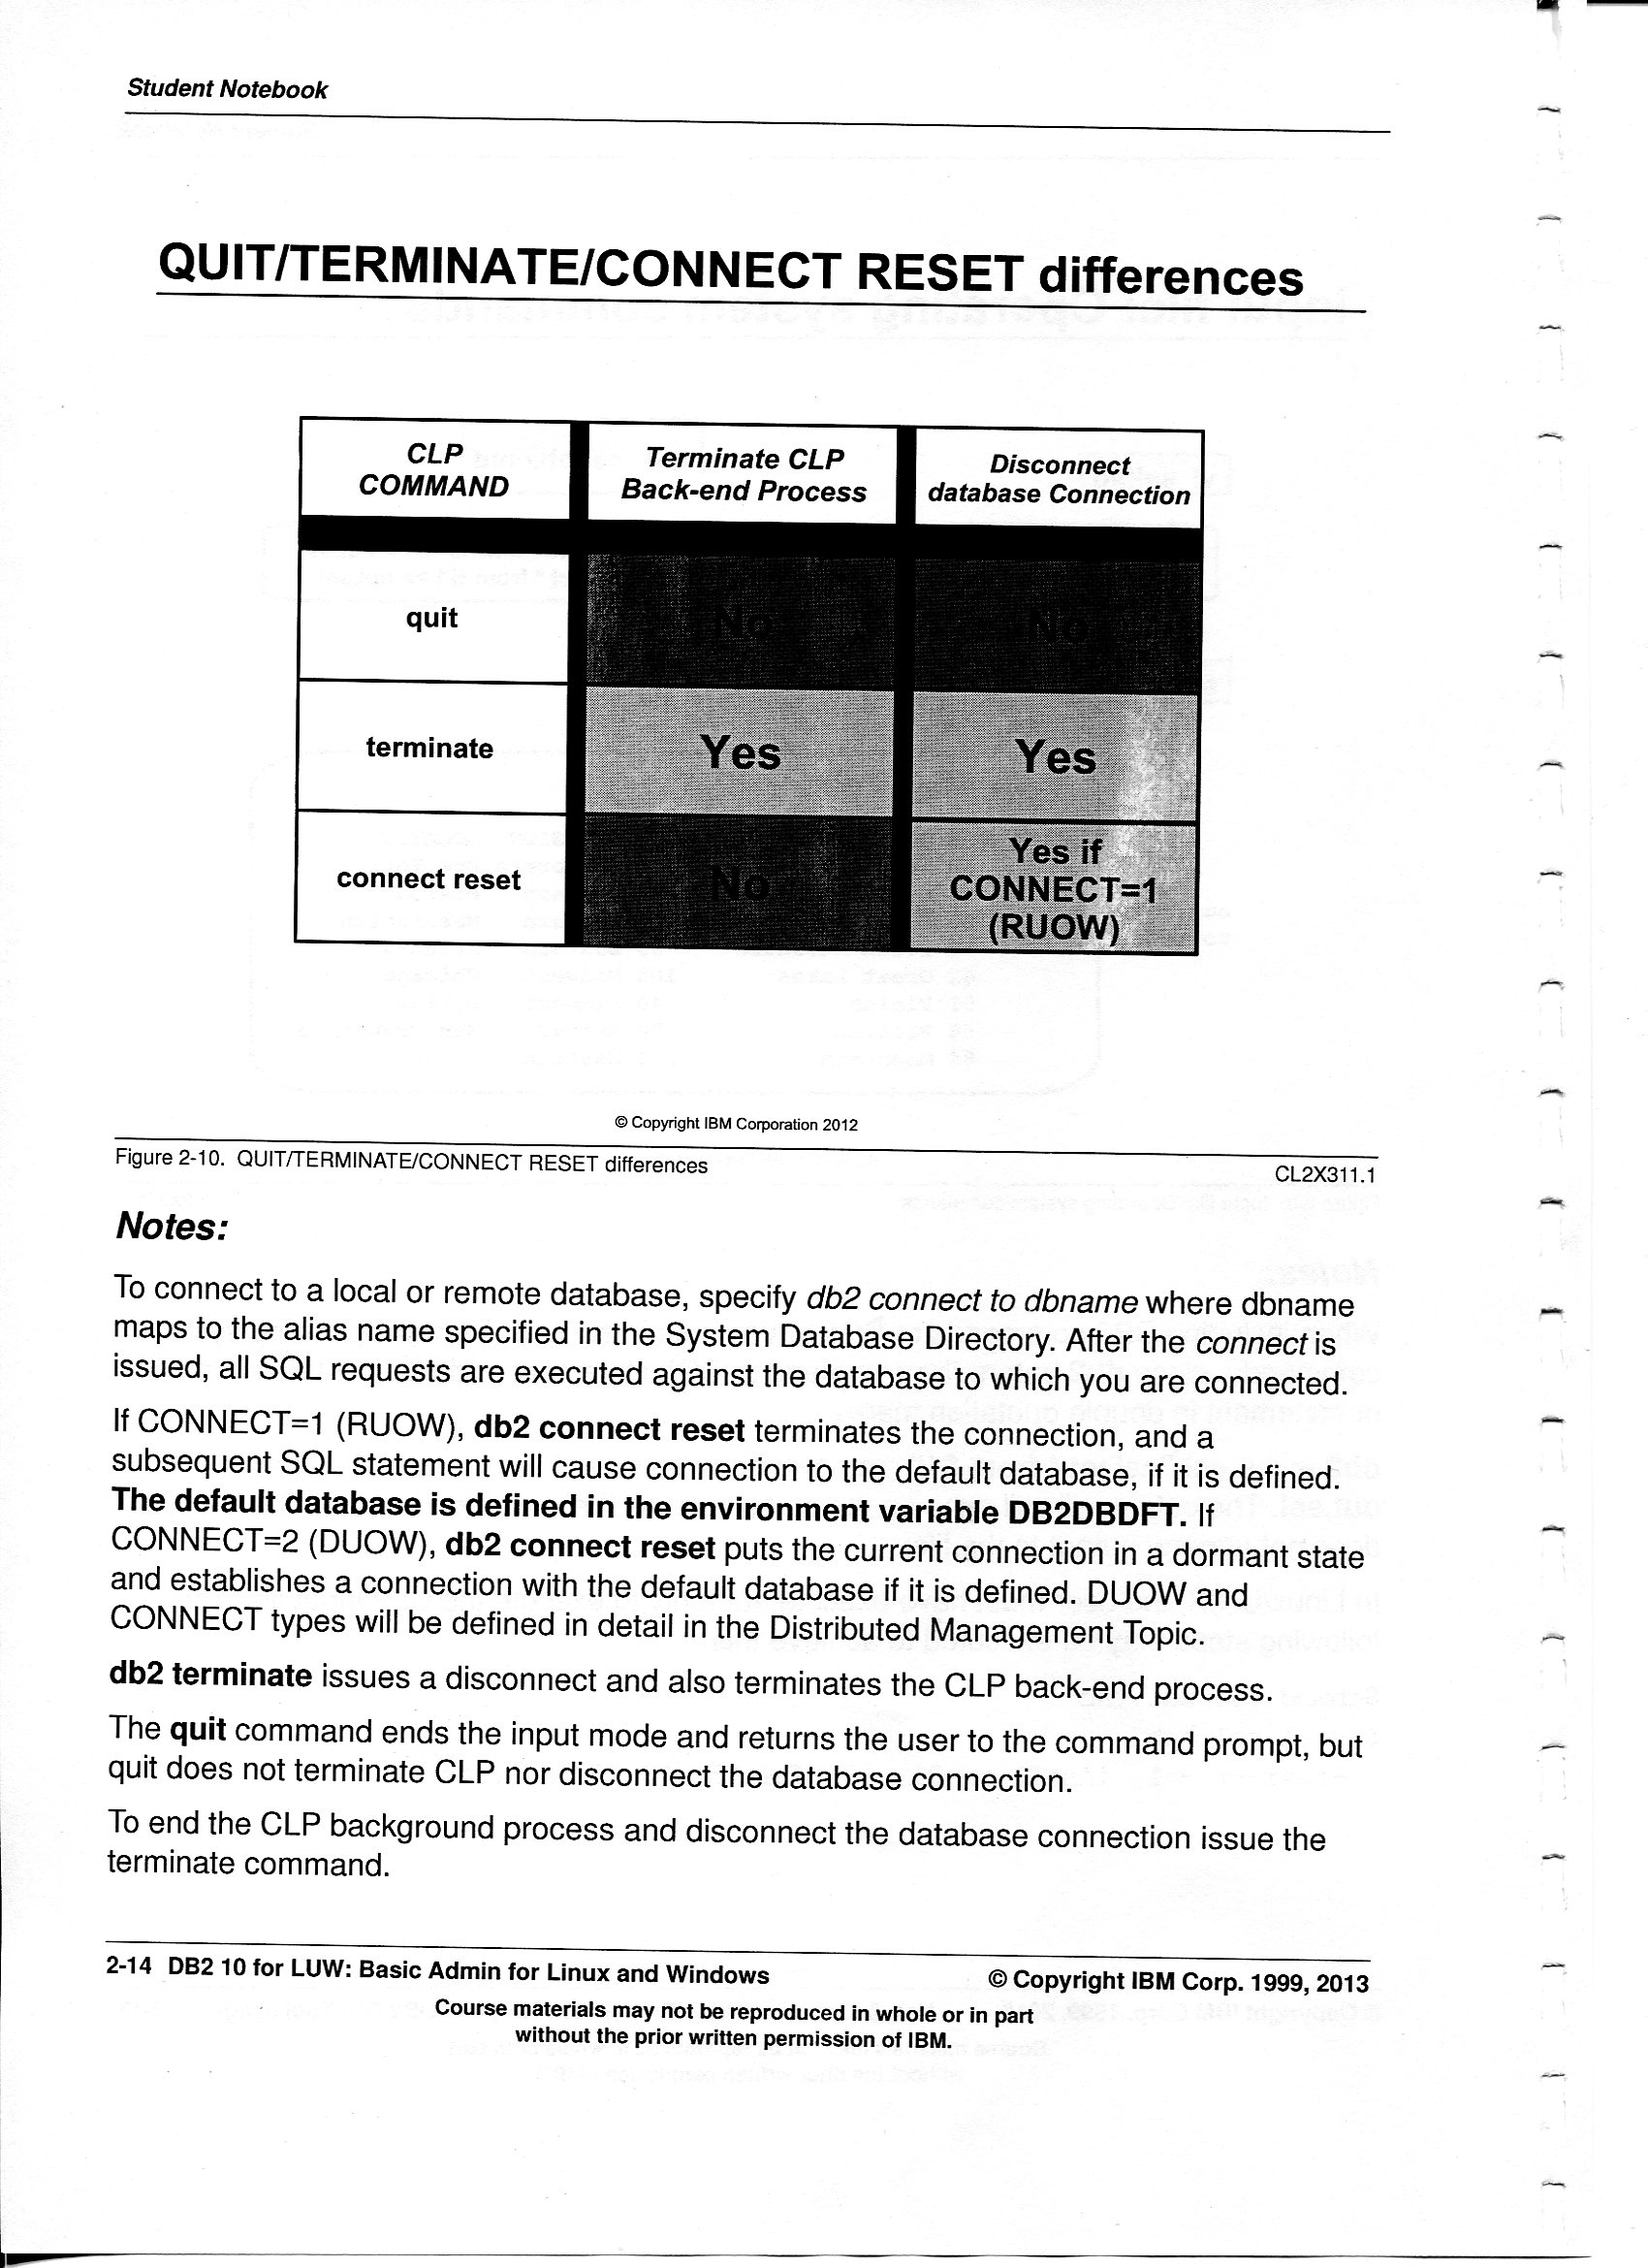 Student Notebook
QUIT/TERMINATE/CONNECT RESET differences
CLP
COMMAND
Terminate CLP
Back-end Process
Disconnect
database Connection
quit
No
No
terminate
Yes
Yes
connect reset
No
Yes if
CONNECT=1
(RUOW)
© Copyright IBM Corporation 2012
Figure 2-10. QUIT/TERMINATE/CONNECT RESET differences
CL2X311.1
Notes:
To connect to a local or remote database, specify db2 connect to dbname where dbname
maps to the alias name specified in the System Database Directory. After the connect is
issued, all SQL requests are executed against the database to which you are connected.
If CONNECT=1 (RUOW), db2 connect reset terminates the connection, and a
subsequent SQL statement will cause connection to the default database, if it is defined.
The default database is defined in the environment variable DB2DBDFT. If
CONNECT=2 (DUOW), db2 connect reset puts the current connection in a dormant state
and establishes a connection with the default database if it is defined. DUOW and
CONNECT types will be defined in detail in the Distributed Management Topic.
db2 terminate issues a disconnect and also terminates the CLP back-end process.
The quit command ends the input mode and returns the user to the command prompt, but
quit does not terminate CLP nor disconnect the database connection.
To end the CLP background process and disconnect the database connection issue the
terminate command.
2-14 DB2 10 for LUW: Basic Admin for Linux and Windows
© Copyright IBM Corp. 1999, 2013
Course materials may not be reproduced in whole or in part
without the prior written permission of IBM.